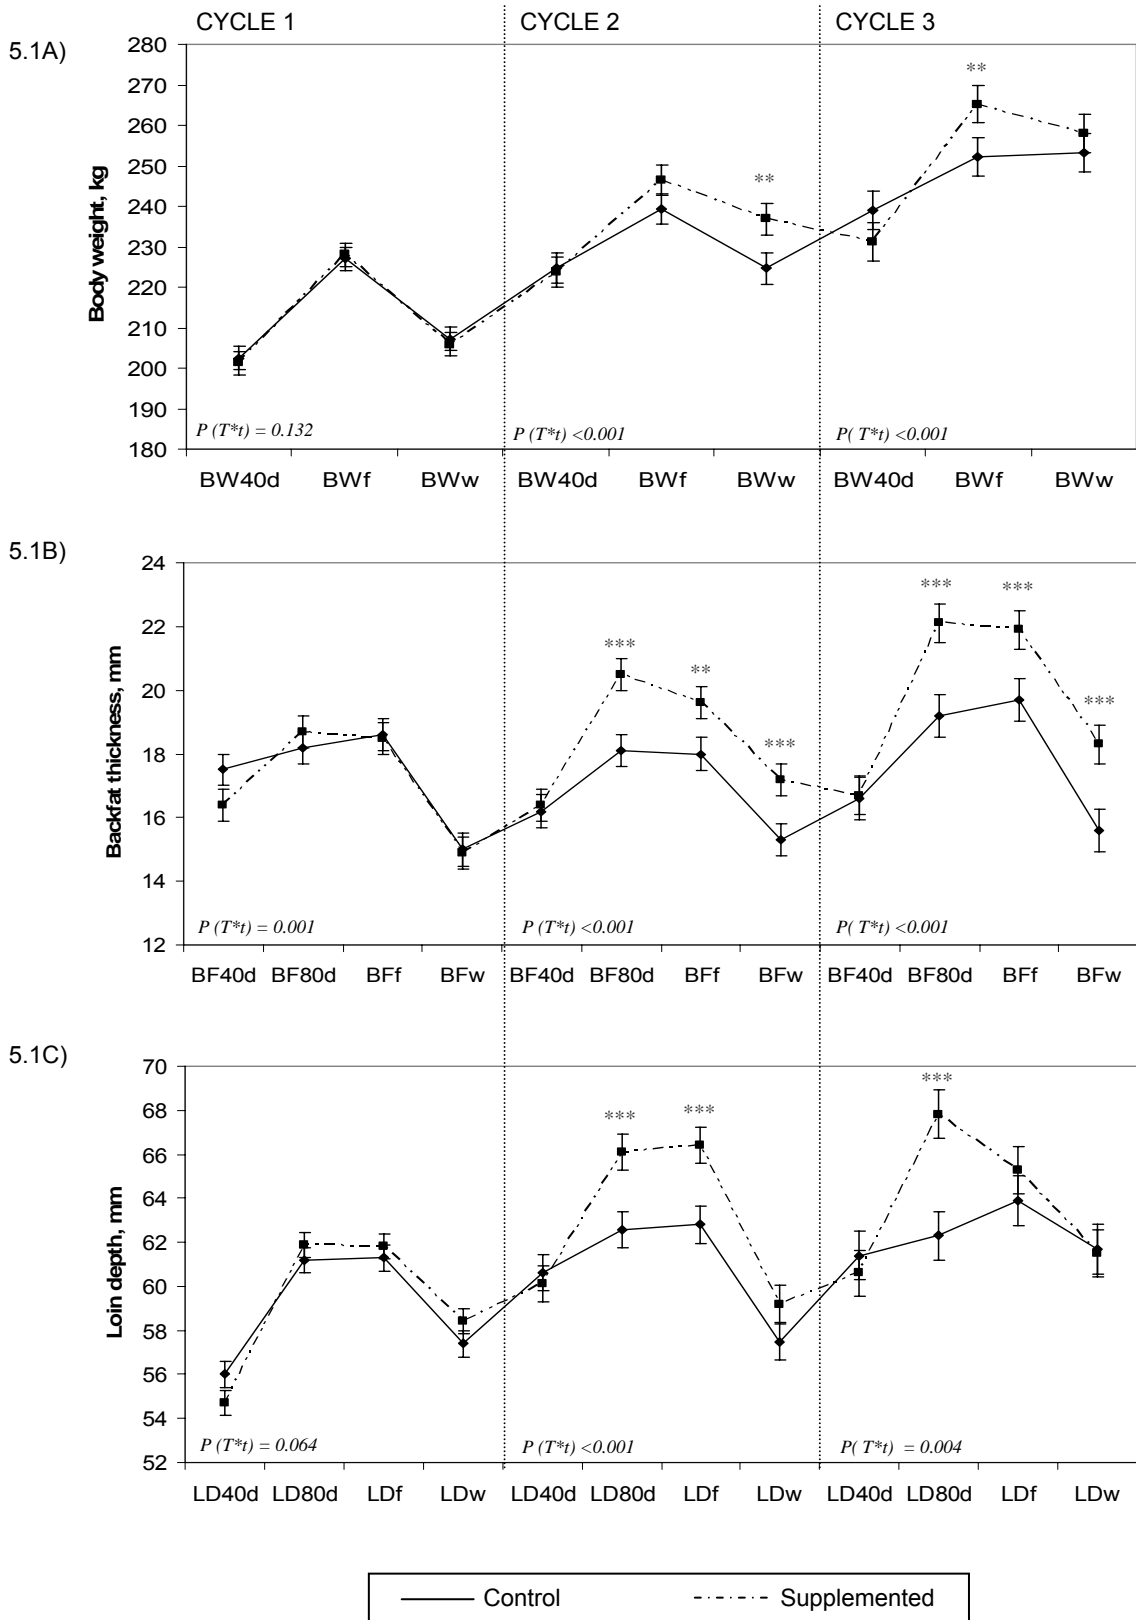 CYCLE 1 CYCLE 2 CYCLE 3
5.1A)
Body weight, kg
280
270
260
250
240
230
220
210
200
190
180
** ** 
P (T*t) = 0.132 P (T*t) <0.001 P( T*t) <0.001
BW40d BWf BWw BW40d BWf BWw BW40d BWf BWw
5.1B)
Backfat thickness, mm
24
22
20
18
16
14
12
*** ** *** *** *** ***
P (T*t) = 0.001 P (T*t) <0.001 P( T*t) <0.001
BF40d BF80d BFf BFw BF40d BF80d BFf BFw BF40d BF80d BFf BFw
5.1C)
Loin depth, mm
70
68
66
64
62
60
58
56
54
52
*** *** ***
P (T*t) = 0.064 P (T*t) <0.001 P( T*t) = 0.004
LD40d LD80d LDf LDw LD40d LD80d LDf LDw LD40d LD80d LDf LDw
Control Supplemented